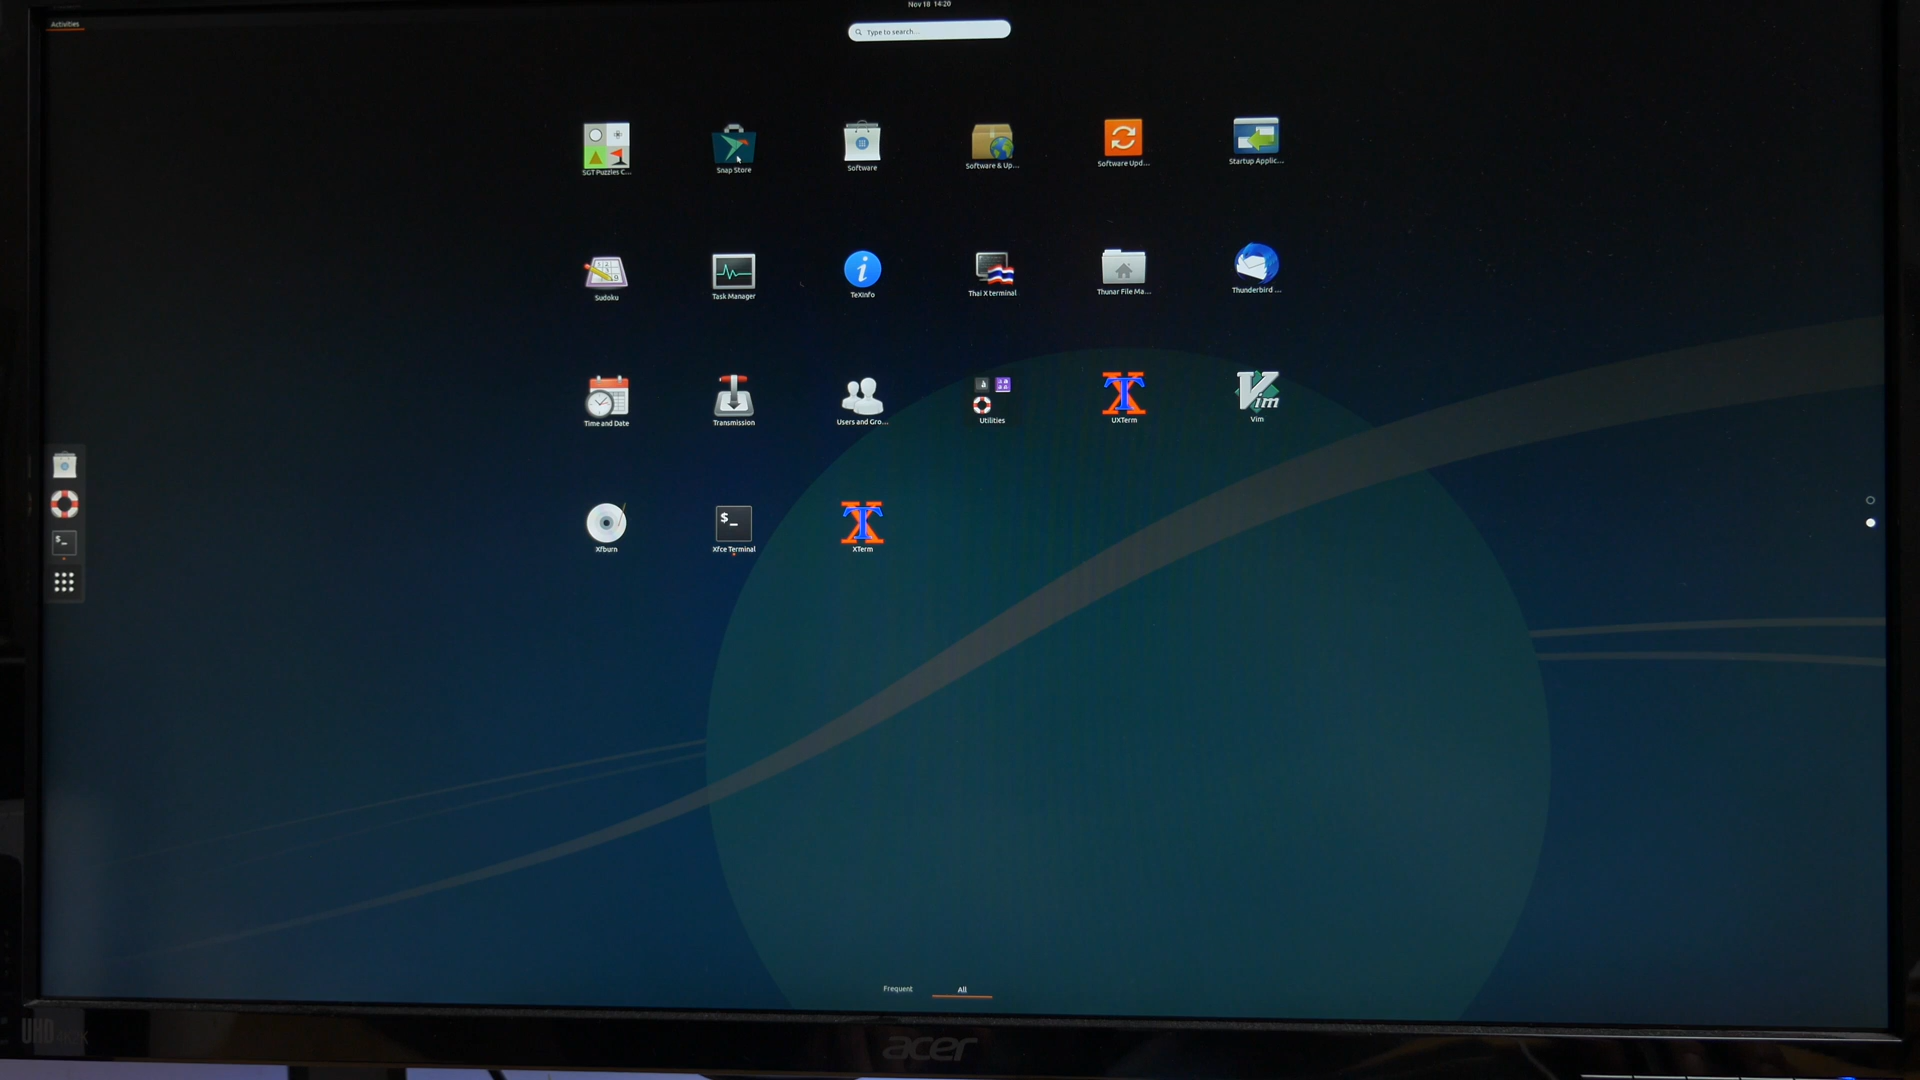 Activities
Nov 18 14:20
Type to search...
SGT Puzzles C...
Snap Store
Software
Software & Up...
Software Upd...
Startup Applic...
Sudoku
Task Manager
TeXInfo
Thai X terminal
Thunar File Ma...
Thunderbird ...
Time and Date
Transmission
Users and Gro...
Utilities
UXTerm
Vim
Vim
$_
$_
Xfburn
Xfce Terminal
XTerm
Frequent
All
UHD
acer